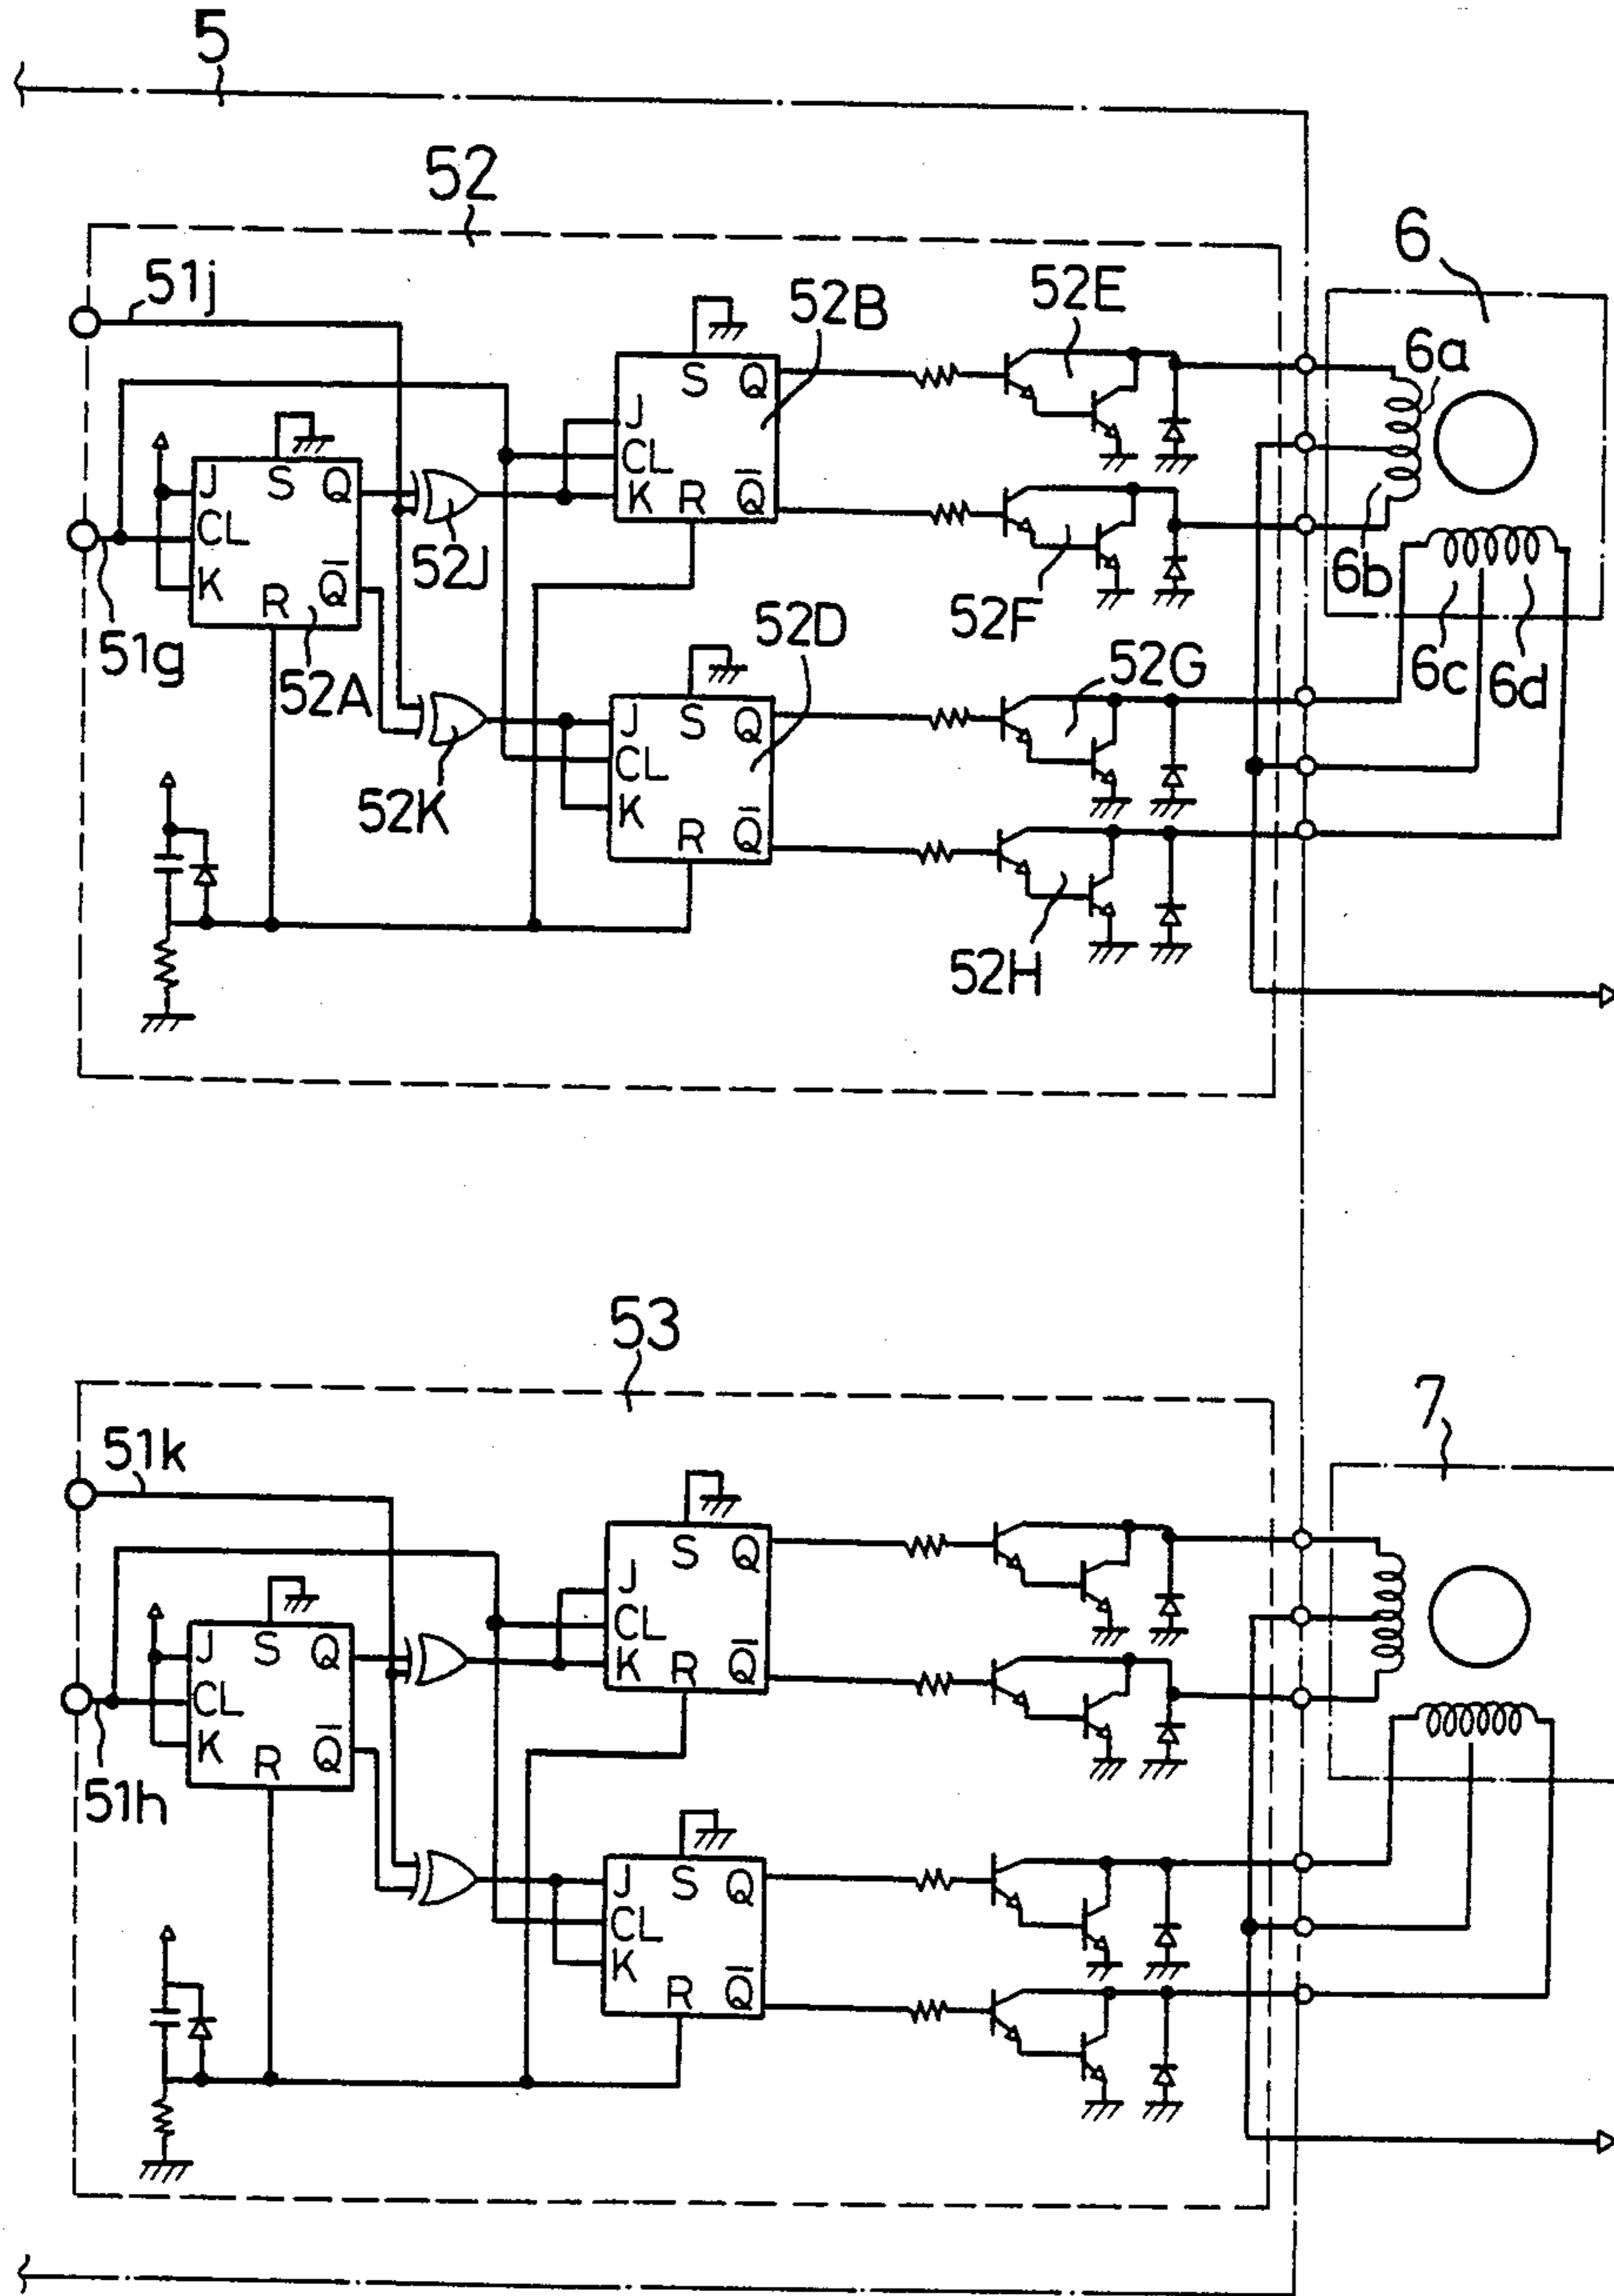 5
52
6
51j
52B
52E
6a
S Q
J
CL
K R Q̅
S Q
J
CL
K R Q̅
52J
6b
52F
6c 6d
51g
52A
52D
52G
S Q
J
CL
K R Q̅
52K
52H
53
7
51k
S Q
J
CL
K R Q̅
S Q
J
CL
K R Q̅
51h
S Q
J
CL
K R Q̅